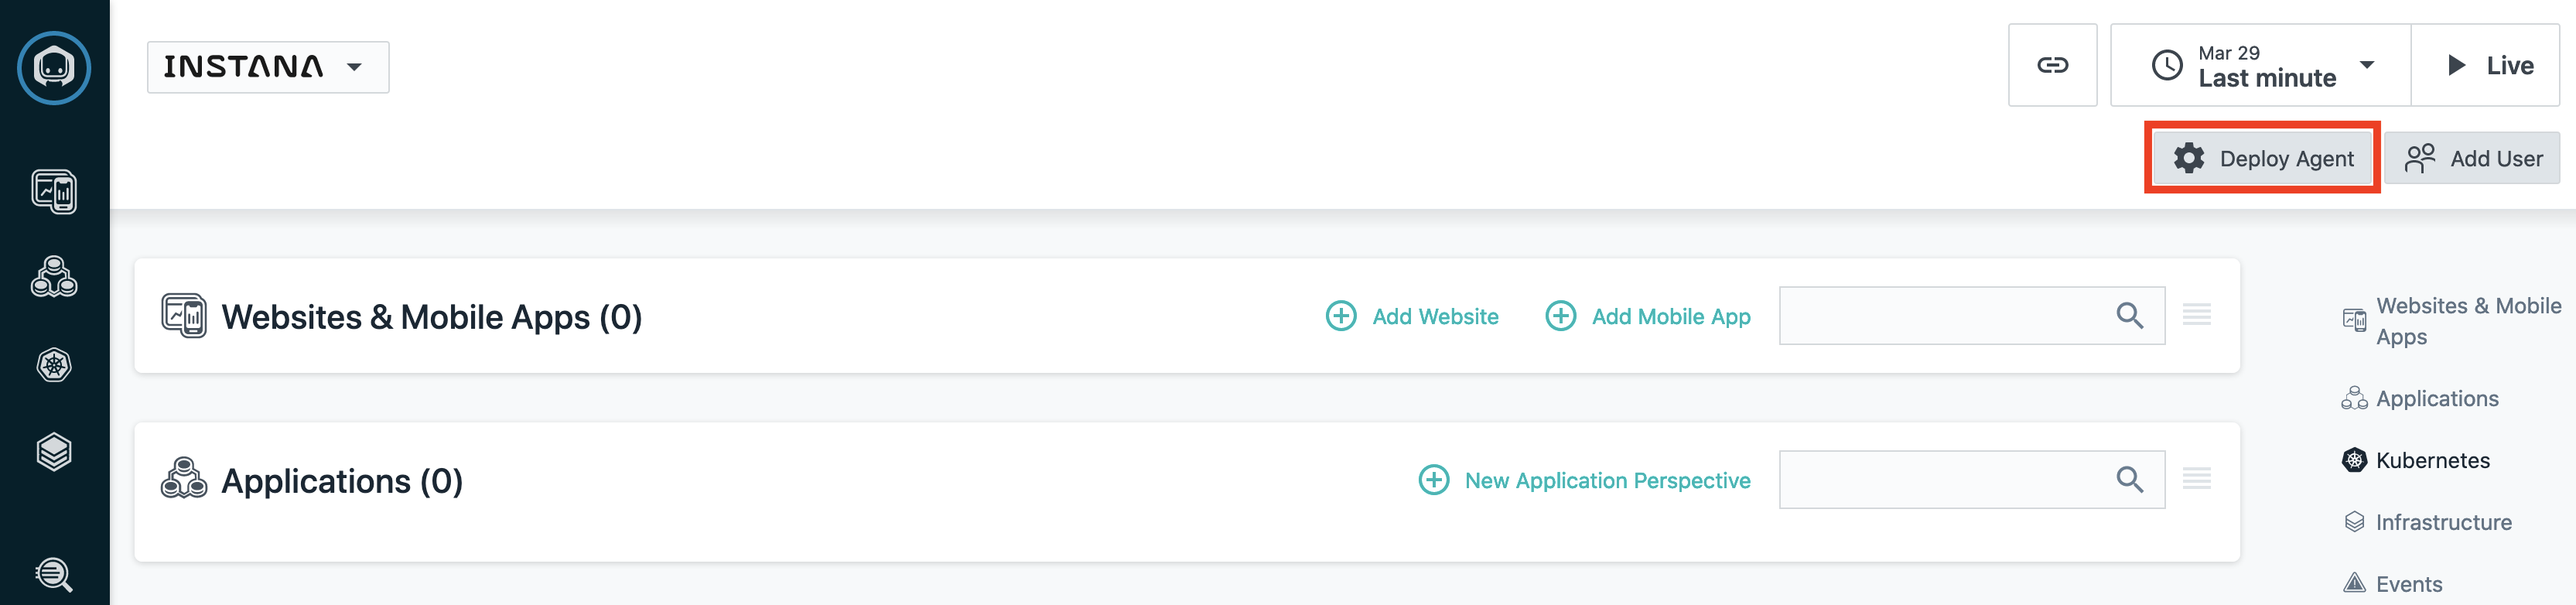 INSTANA
Mar 29
Last minute
Live
Deploy Agent
Add User
Websites & Mobile Apps (0)
Add Website
Add Mobile App
Applications (0)
New Application Perspective
Websites & Mobile
Apps
Applications
Kubernetes
Infrastructure
Events